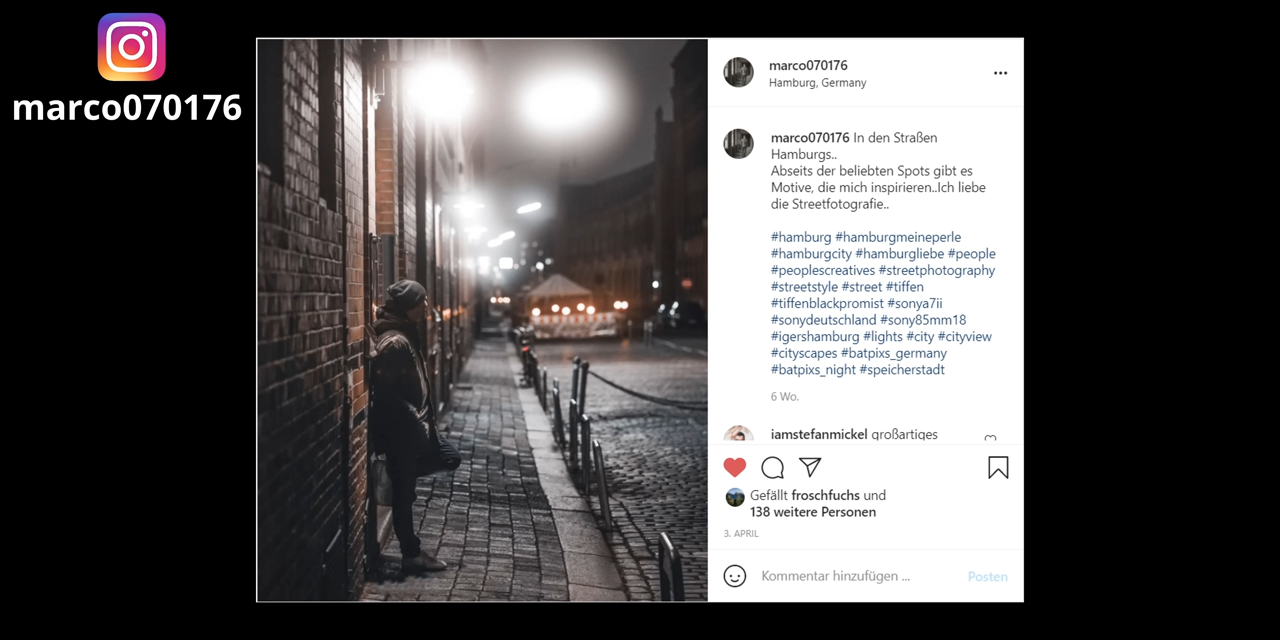 marco070176
marco070176
Hamburg, Germany
marco070176 In den Straßen
Hamburgs..
Abseits der beliebten Spots gibt es
Motive, die mich inspirieren..Ich liebe
die Streetfotografie..
#hamburg #hamburgmeineperle
#hamburgcity #hamburgliebe #people
#peoplescreatives #streetphotography
#streetstyle #street #tiffen
#tiffenblackpromist #sonya7ii
#sonydeutschland #sony85mm18
#igershamburg #lights #city #cityview
#cityscapes #batpixs_germany
#batpixs_night #speicherstadt
6 Wo.
iamstefanmickel großartiges
Gefällt froschfuchs und
138 weitere Personen
3. APRIL
Kommentar hinzufügen ...
Posten